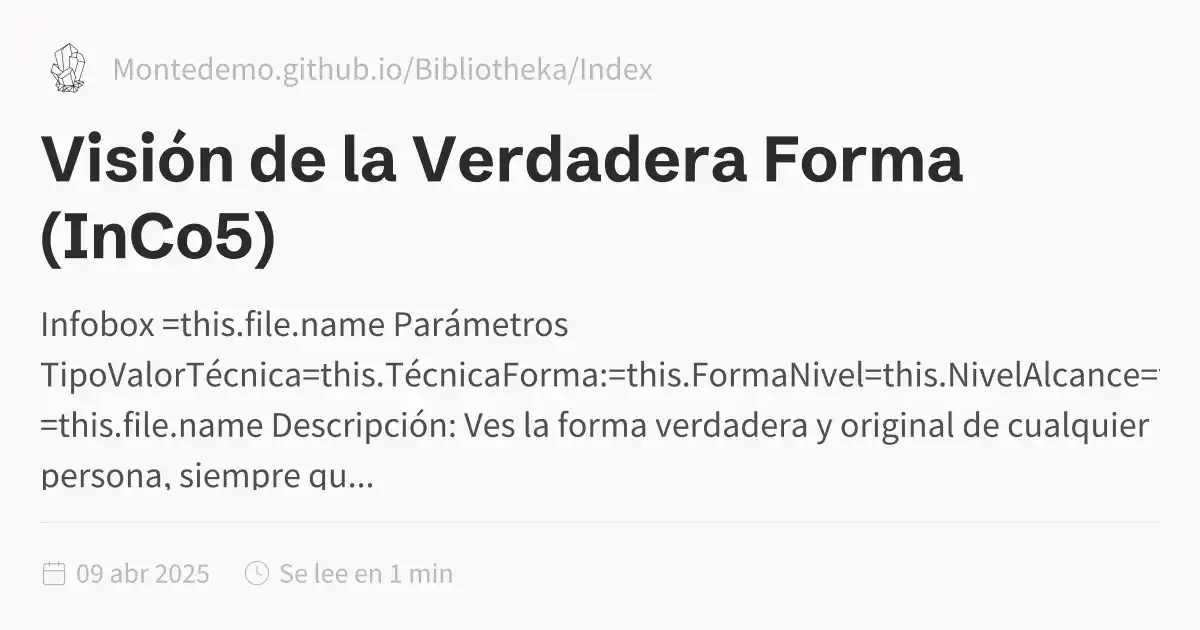 Montedemo.github.io/Bibliotheka/Index
Visión de la Verdadera Forma
(InCo5)
Infobox =this.file.name Parámetros
TipoValorTécnica=this.TécnicaForma:=this.FormaNivel=this.NivelAlcance=
=this.file.name Descripción: Ves la forma verdadera y original de cualquier
persona, siempre qu...
09 abr 2025
Se lee en 1 min